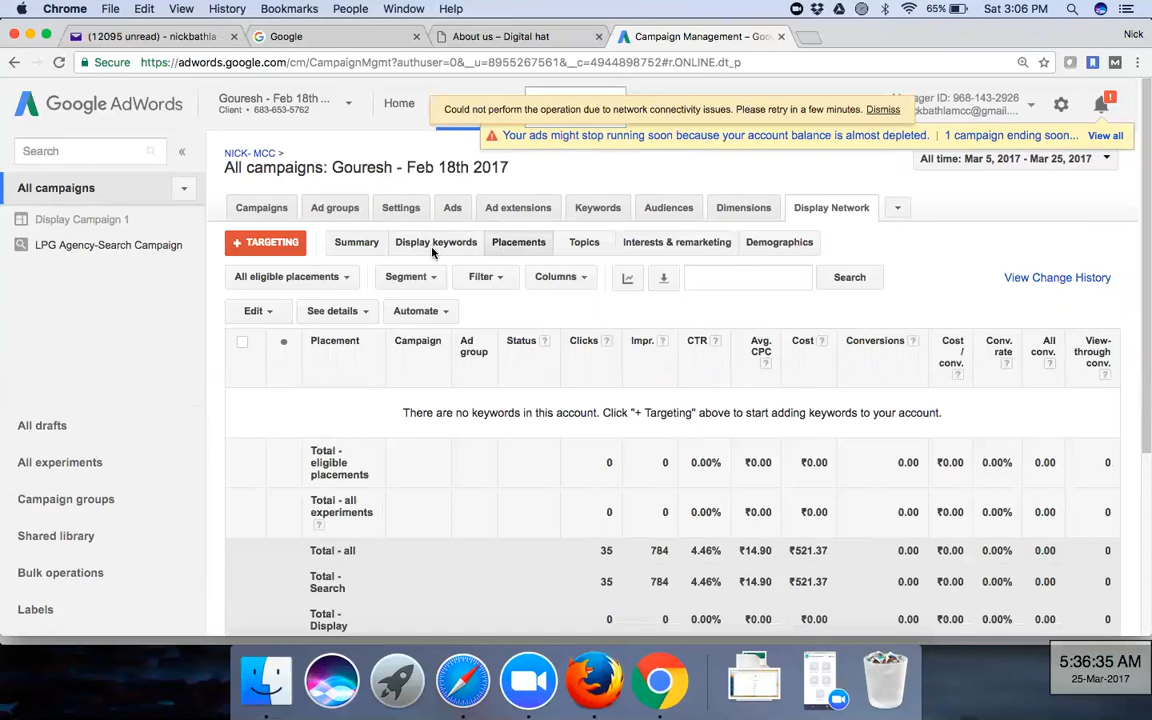 Chrome File Edit View History Bookmarks People Window Help 65% Sat 3:06 PM
(12095 unread) - nickbathla- × Google × About us – Digital hat × Campaign Management – Goo × Nick
Secure https://adwords.google.com/cm/CampaignMgmt?authuser=0&__u=8955267561&__c=4944898752#r.ONLINE.dt_p
Google AdWords
Gouresh - Feb 18th ...
Client • 683-653-5762
Home
Could not perform the operation due to network connectivity issues. Please retry in a few minutes. Dismiss
ager ID: 968-143-2926
nickbathlamcc@gmail....
!
Your ads might stop running soon because your account balance is almost depleted. | 1 campaign ending soon... View all
Search «
All campaigns
Display Campaign 1
LPG Agency-Search Campaign
All drafts
All experiments
Campaign groups
Shared library
Bulk operations
Labels
NICK- MCC >
All campaigns: Gouresh - Feb 18th 2017
All time: Mar 5, 2017 - Mar 25, 2017
Campaigns Ad groups Settings Ads Ad extensions Keywords Audiences Dimensions Display Network
+ TARGETING Summary Display keywords Placements Topics Interests & remarketing Demographics
All eligible placements Segment Filter Columns Search View Change History
Edit See details Automate
Placement Campaign Ad group Status ? Clicks ? Impr. ? CTR ? Avg. CPC ? Cost ? Conversions ? Cost / conv. ? Conv. rate ? All conv. ? View-through conv. ?
There are no keywords in this account. Click "+ Targeting" above to start adding keywords to your account.
Total - eligible placements 0 0 0.00% ₹0.00 ₹0.00 0.00 ₹0.00 0.00% 0.00 0
Total - all experiments ? 0 0 0.00% ₹0.00 ₹0.00 0.00 ₹0.00 0.00% 0.00 0
Total - all 35 784 4.46% ₹14.90 ₹521.37 0.00 ₹0.00 0.00% 0.00 0
Total - Search 35 784 4.46% ₹14.90 ₹521.37 0.00 ₹0.00 0.00% 0.00 0
Total - Display 0 0 0.00% ₹0.00 ₹0.00 0.00 ₹0.00 0.00% 0.00 0
5:36:35 AM
25-Mar-2017